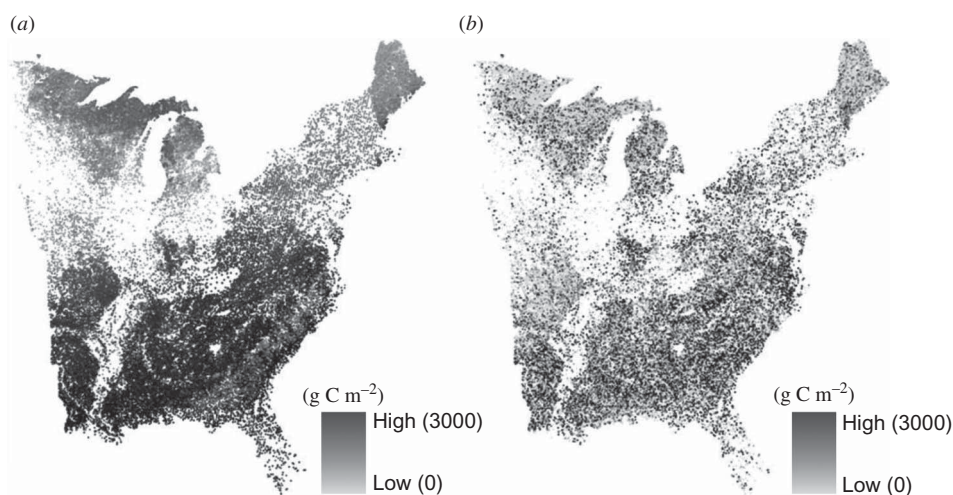 (a)
(b)
(g C m⁻²)
High (3000)
Low (0)
(g C m⁻²)
High (3000)
Low (0)